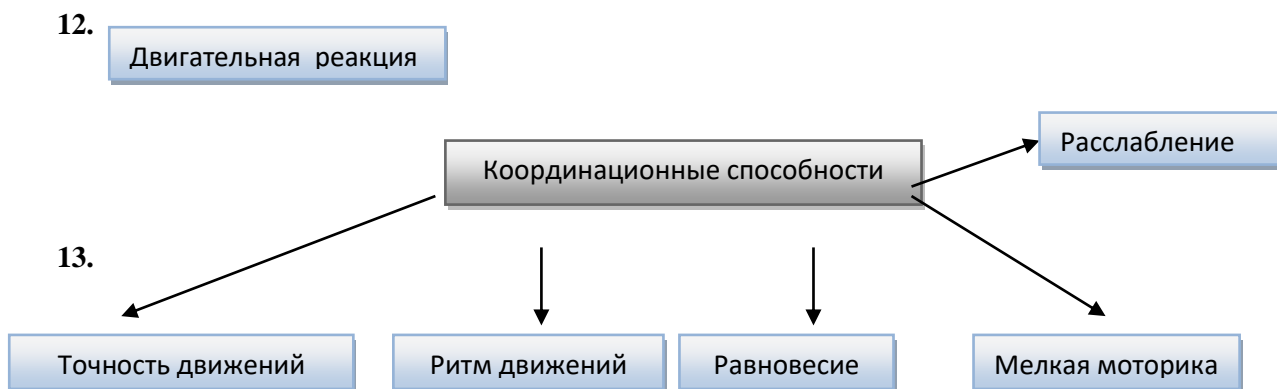 12.
Двигательная реакция
Расслабление
Координационные способности
13.
Точность движений
Ритм движений
Равновесие
Мелкая моторика